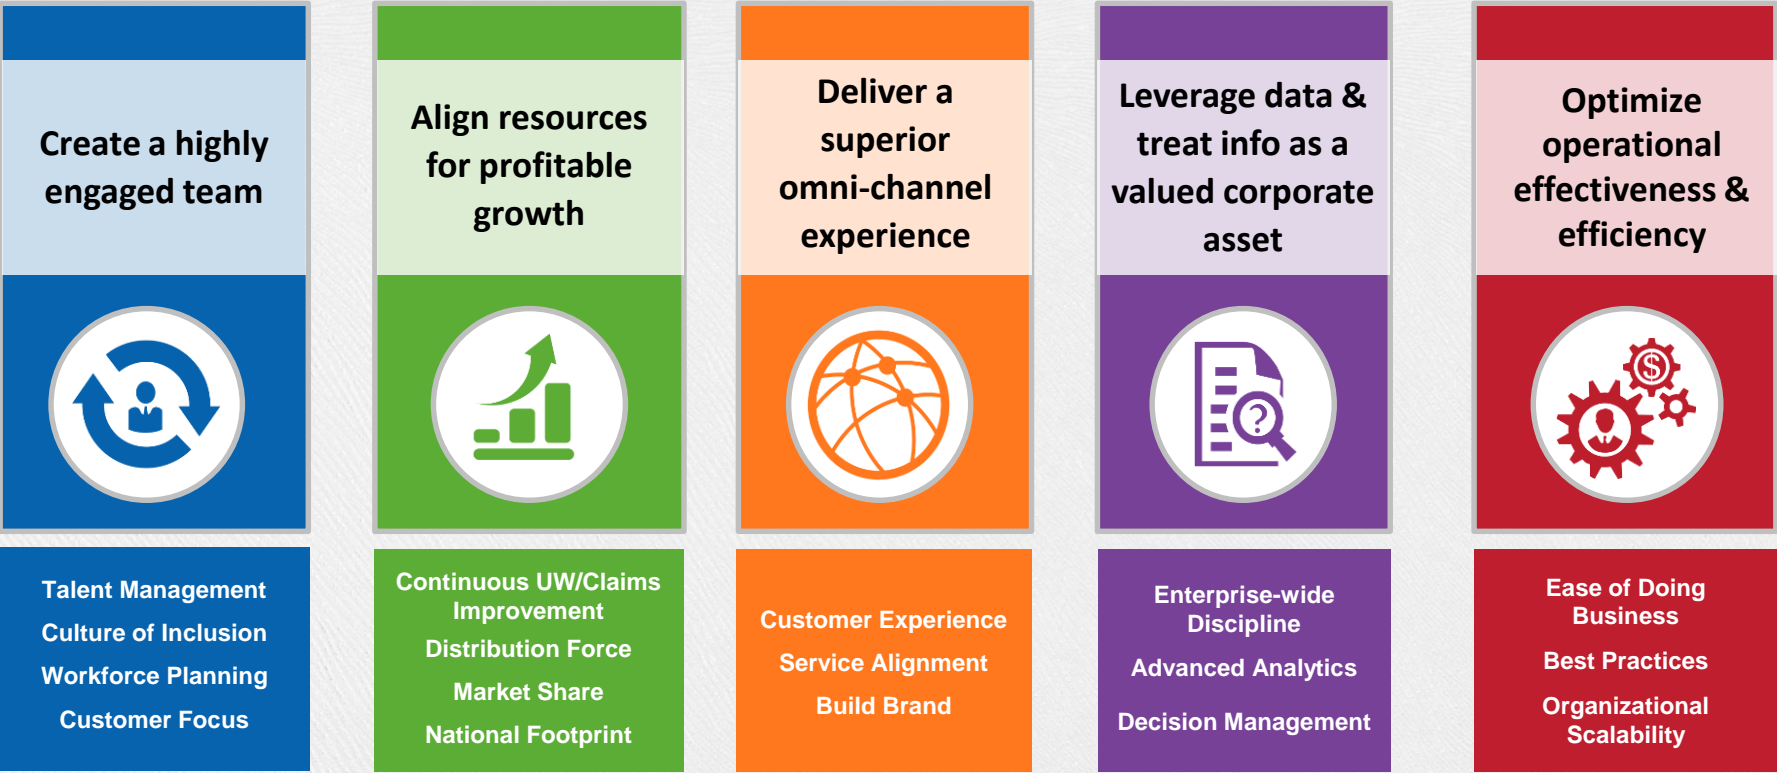 Create a highly
engaged team
Talent Management
Culture of Inclusion
Workforce Planning
Customer Focus
Align resources
for profitable
growth
Continuous UW/Claims
Improvement
Distribution Force
Market Share
National Footprint
Deliver a
superior
omni-channel
experience
Customer Experience
Service Alignment
Build Brand
Leverage data &
treat info as a
valued corporate
asset
?
Enterprise-wide
Discipline
Advanced Analytics
Decision Management
Optimize
operational
effectiveness &
efficiency
$
Ease of Doing
Business
Best Practices
Organizational
Scalability